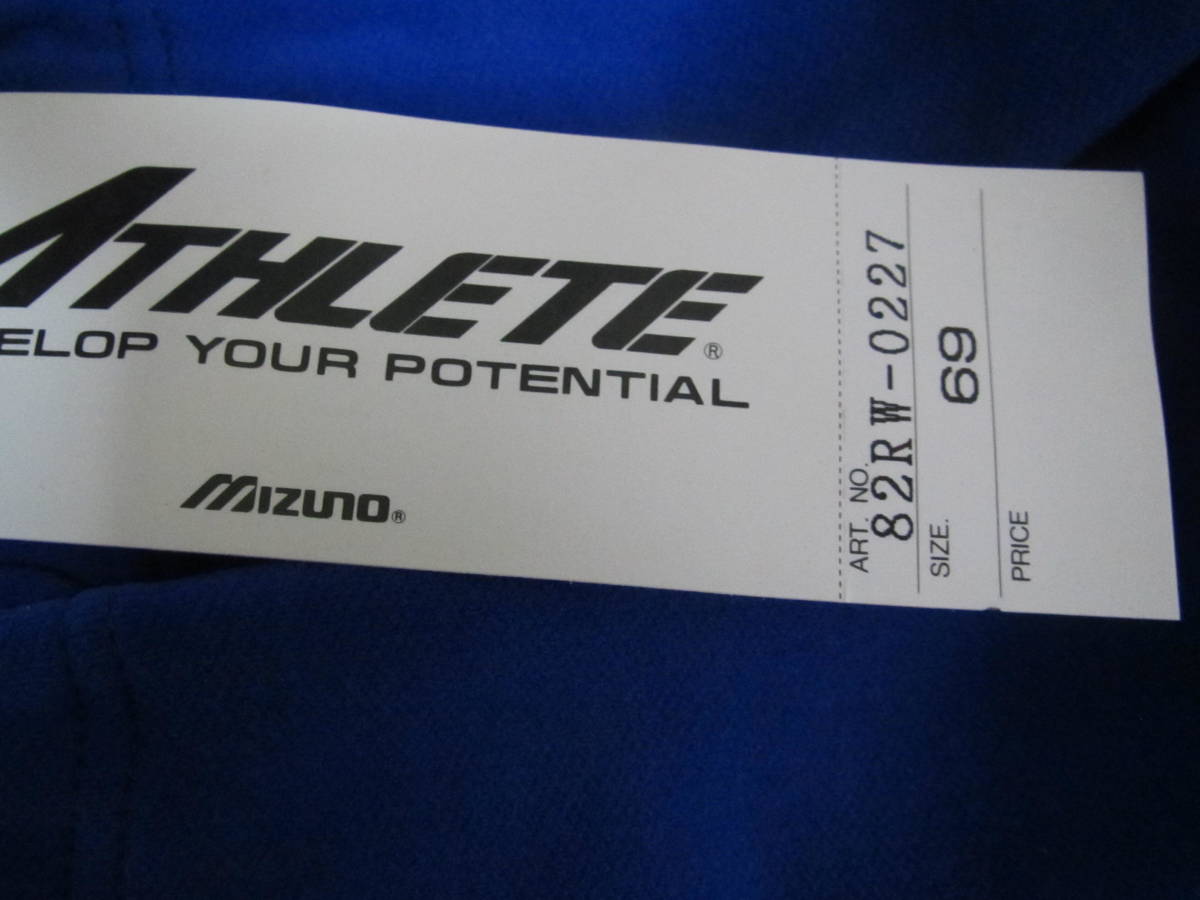 ATHLETE®
ELOP YOUR POTENTIAL
MIZUNO®
ART. NO. 82RW-0227
SIZE. 69
PRICE